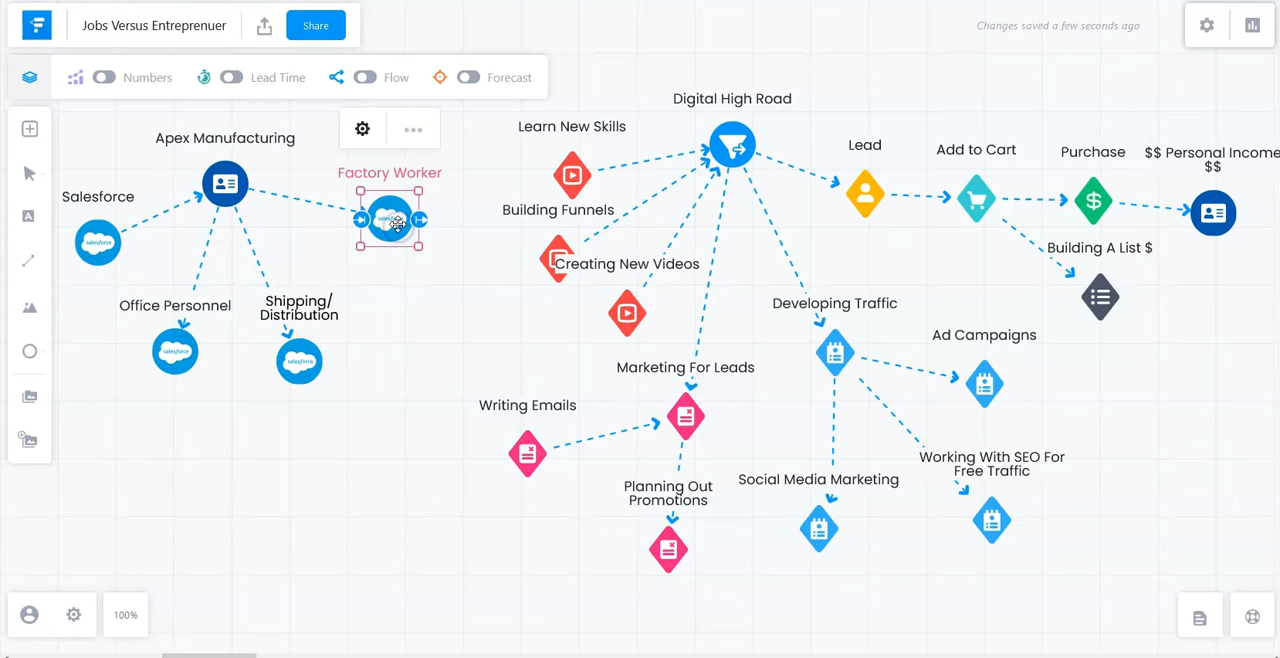 Jobs Versus Entreprenuer
Share
Changes saved a few seconds ago
Numbers
Lead Time
Flow
Forecast
Digital High Road
Learn New Skills
Apex Manufacturing
Lead
Add to Cart
Purchase
$$ Personal Income
$$
Factory Worker
Salesforce
salesforce
Building Funnels
Building A List $
Creating New Videos
Office Personnel
Shipping/
Distribution
Developing Traffic
Ad Campaigns
salesforce
salesforce
Marketing For Leads
Writing Emails
Working With SEO For
Free Traffic
Planning Out
Promotions
Social Media Marketing
100%